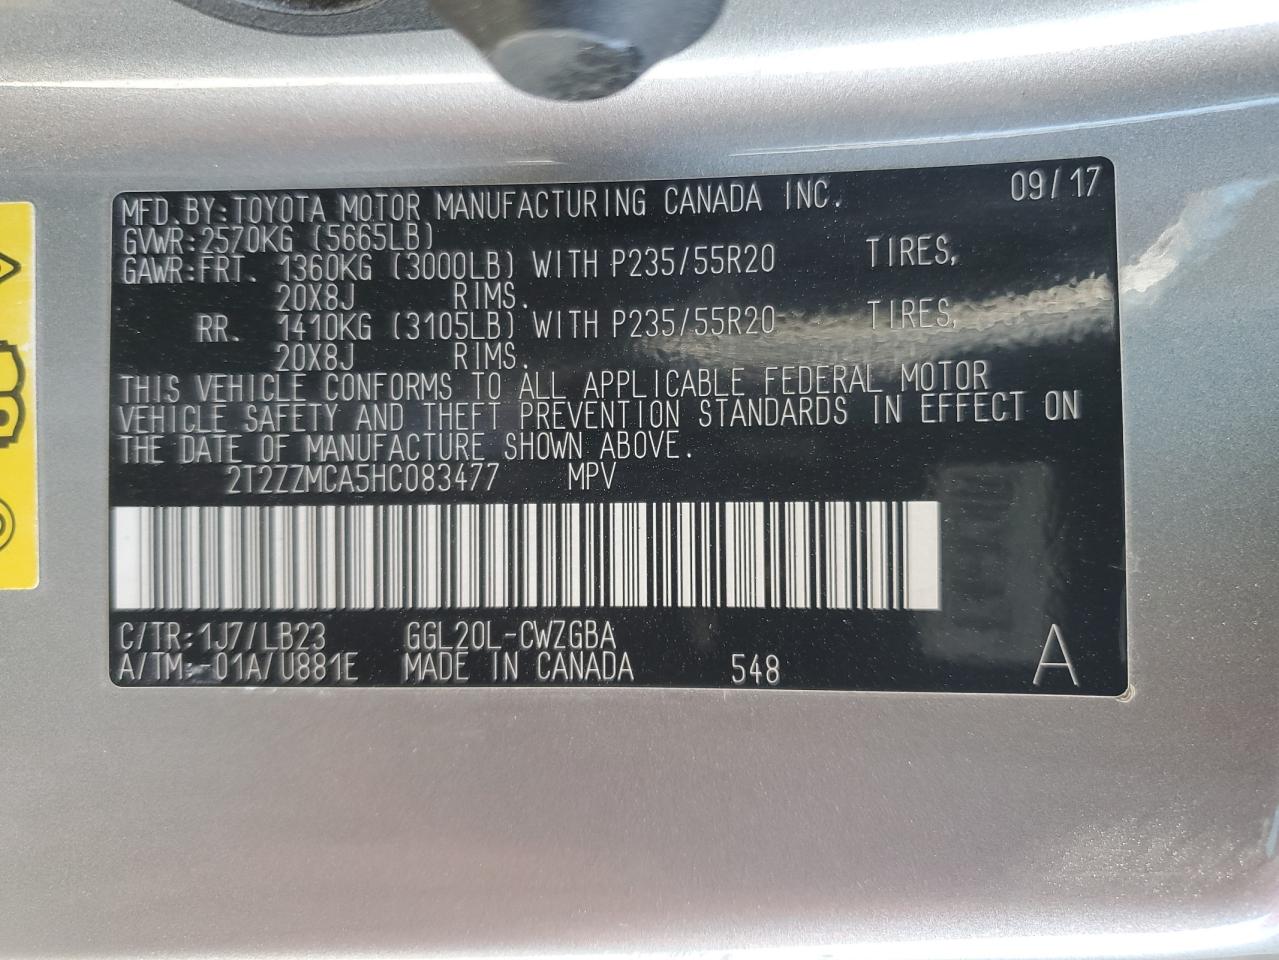 MFD.BY:TOYOTA MOTOR MANUFACTURING CANADA INC. 09/17
GVWR:2570KG (5665LB)
GAWR:FRT. 1360KG (3000LB) WITH P235/55R20 TIRES,
20X8J RIMS.
RR. 1410KG (3105LB) WITH P235/55R20 TIRES,
20X8J RIMS.
THIS VEHICLE CONFORMS TO ALL APPLICABLE FEDERAL MOTOR
VEHICLE SAFETY AND THEFT PREVENTION STANDARDS IN EFFECT ON
THE DATE OF MANUFACTURE SHOWN ABOVE.
2T2ZZMCA5HC083477 MPV
C/TR:1J7/LB23 GGL20L-CWZGBA
A/TM:-01A/U881E MADE IN CANADA 548 A